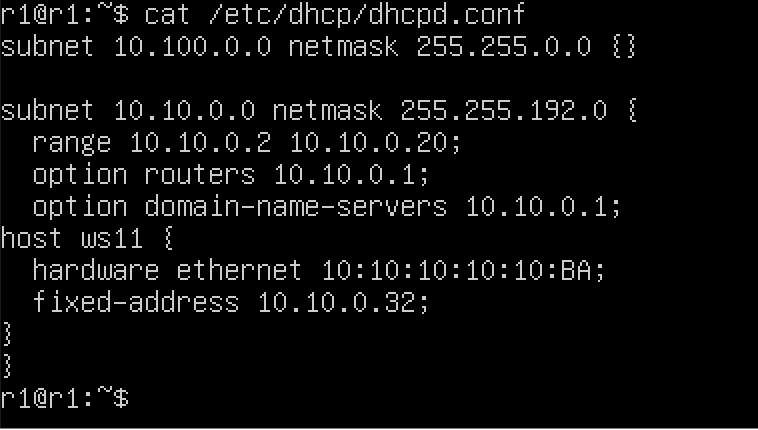 r1@r1:~$ cat /etc/dhcp/dhcpd.conf
subnet 10.100.0.0 netmask 255.255.0.0 {}

subnet 10.10.0.0 netmask 255.255.192.0 {
  range 10.10.0.2 10.10.0.20;
  option routers 10.10.0.1;
  option domain-name-servers 10.10.0.1;
host ws11 {
  hardware ethernet 10:10:10:10:10:BA;
  fixed-address 10.10.0.32;
}
}
r1@r1:~$